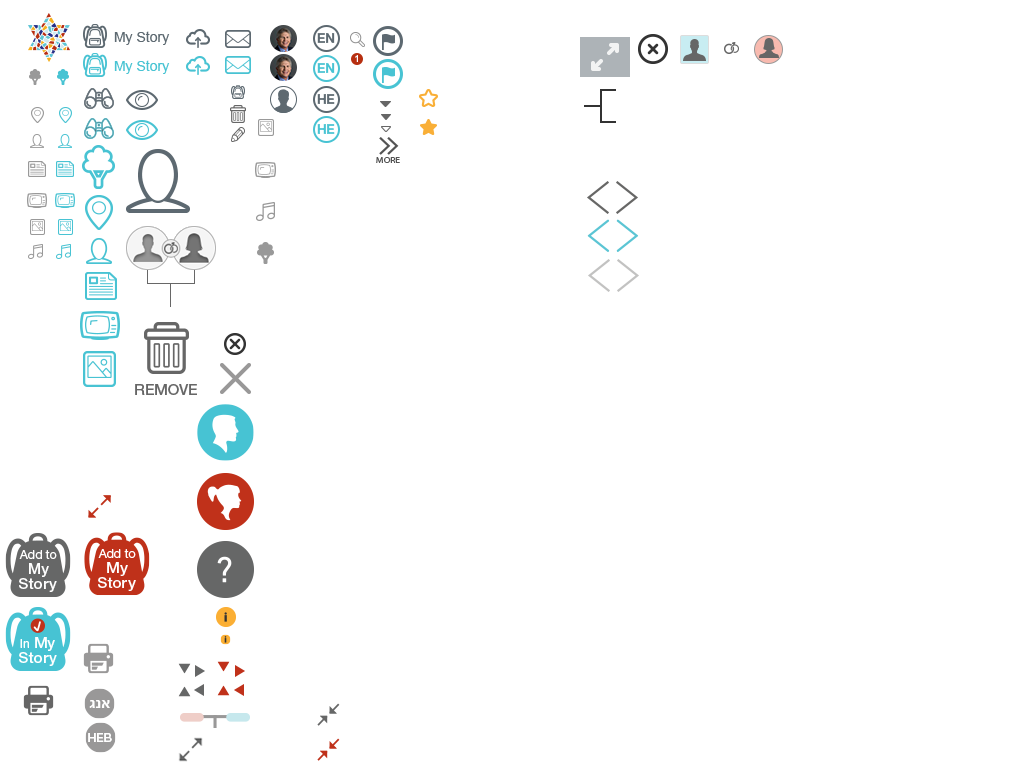 My Story
EN
My Story
1
EN
HE
HE
MORE
REMOVE
Add to
My
Story
Add to
My
Story
?
i
In My
Story
i
אנג
HEB